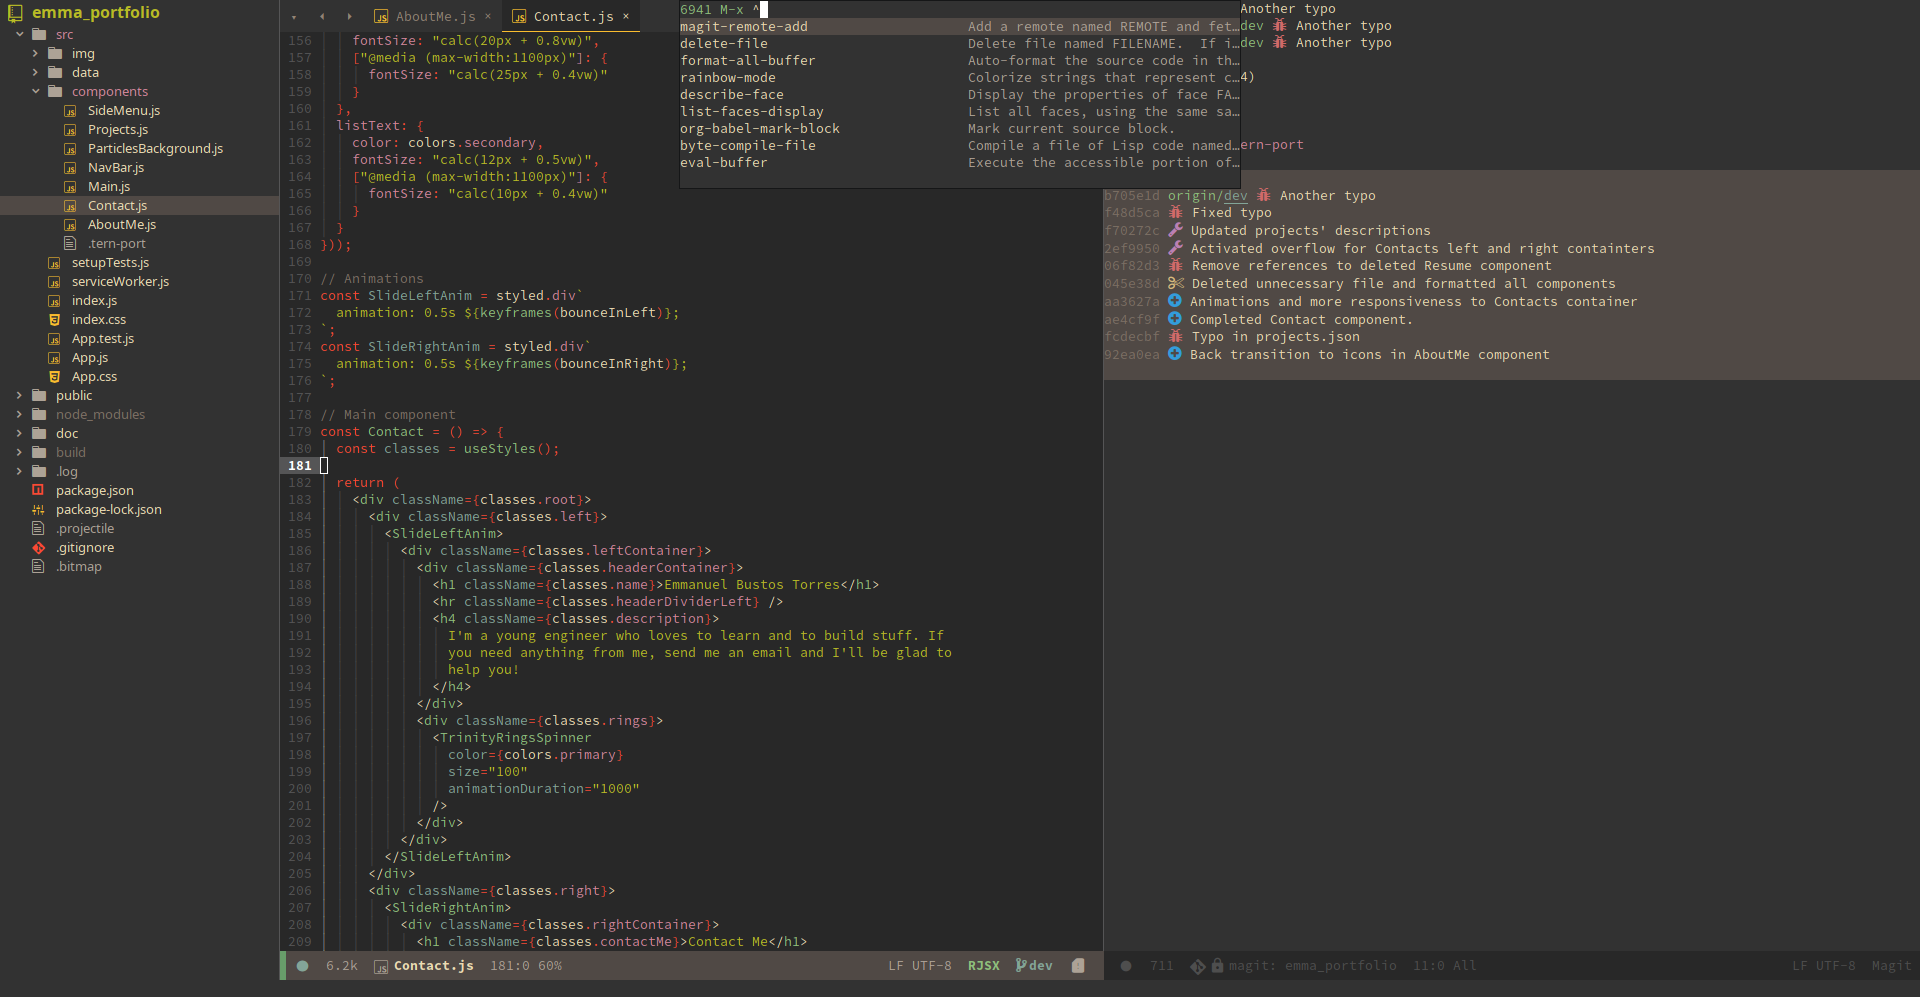 emma_portfolio
src
img
data
components
SideMenu.js
Projects.js
ParticlesBackground.js
NavBar.js
Main.js
Contact.js
AboutMe.js
.tern-port
setupTests.js
serviceWorker.js
index.js
index.css
App.test.js
App.js
App.css
public
node_modules
doc
build
.log
package.json
package-lock.json
.projectile
.gitignore
.bitmap
AboutMe.js ×
Contact.js ×
156 fontSize: "calc(20px + 0.8vw)",
157 ["@media (max-width:1100px)"]: {
158 fontSize: "calc(25px + 0.4vw)"
159 }
160 },
161 listText: {
162 color: colors.secondary,
163 fontSize: "calc(12px + 0.5vw)",
164 ["@media (max-width:1100px)"]: {
165 fontSize: "calc(10px + 0.4vw)"
166 }
167 }
168 }));
169
170 // Animations
171 const SlideLeftAnim = styled.div`
172 animation: 0.5s ${keyframes(bounceInLeft)};
173 `;
174 const SlideRightAnim = styled.div`
175 animation: 0.5s ${keyframes(bounceInRight)};
176 `;
177
178 // Main component
179 const Contact = () => {
180 const classes = useStyles();
181
182 return (
183 <div className={classes.root}>
184 <div className={classes.left}>
185 <SlideLeftAnim>
186 <div className={classes.leftContainer}>
187 <div className={classes.headerContainer}>
188 <h1 className={classes.name}>Emmanuel Bustos Torres</h1>
189 <hr className={classes.headerDividerLeft} />
190 <h4 className={classes.description}>
191 I'm a young engineer who loves to learn and to build stuff. If
192 you need anything from me, send me an email and I'll be glad to
193 help you!
194 </h4>
195 </div>
196 <div className={classes.rings}>
197 <TrinityRingsSpinner
198 color={colors.primary}
199 size="100"
200 animationDuration="1000"
201 />
202 </div>
203 </div>
204 </SlideLeftAnim>
205 </div>
206 <div className={classes.right}>
207 <SlideRightAnim>
208 <div className={classes.rightContainer}>
209 <h1 className={classes.contactMe}>Contact Me</h1>
6.2k Contact.js 181:0 60% LF UTF-8 RJSX dev
6941 M-x ^
magit-remote-add Add a remote named REMOTE and fet…
delete-file Delete file named FILENAME. If i…
format-all-buffer Auto-format the source code in th…
rainbow-mode Colorize strings that represent c…
describe-face Display the properties of face FA…
list-faces-display List all faces, using the same sa…
org-babel-mark-block Mark current source block.
byte-compile-file Compile a file of Lisp code named…
eval-buffer Execute the accessible portion of…
Another typo
dev Another typo
dev Another typo
4)
ern-port
b705e1d origin/dev Another typo
f48d5ca Fixed typo
f70272c Updated projects' descriptions
2ef9950 Activated overflow for Contacts left and right containters
06f82d3 Remove references to deleted Resume component
045e38d Deleted unnecessary file and formatted all components
aa3627a Animations and more responsiveness to Contacts container
ae4cf9f Completed Contact component.
fcdecbf Typo in projects.json
92ea0ea Back transition to icons in AboutMe component
711 magit: emma_portfolio 11:0 All LF UTF-8 Magit